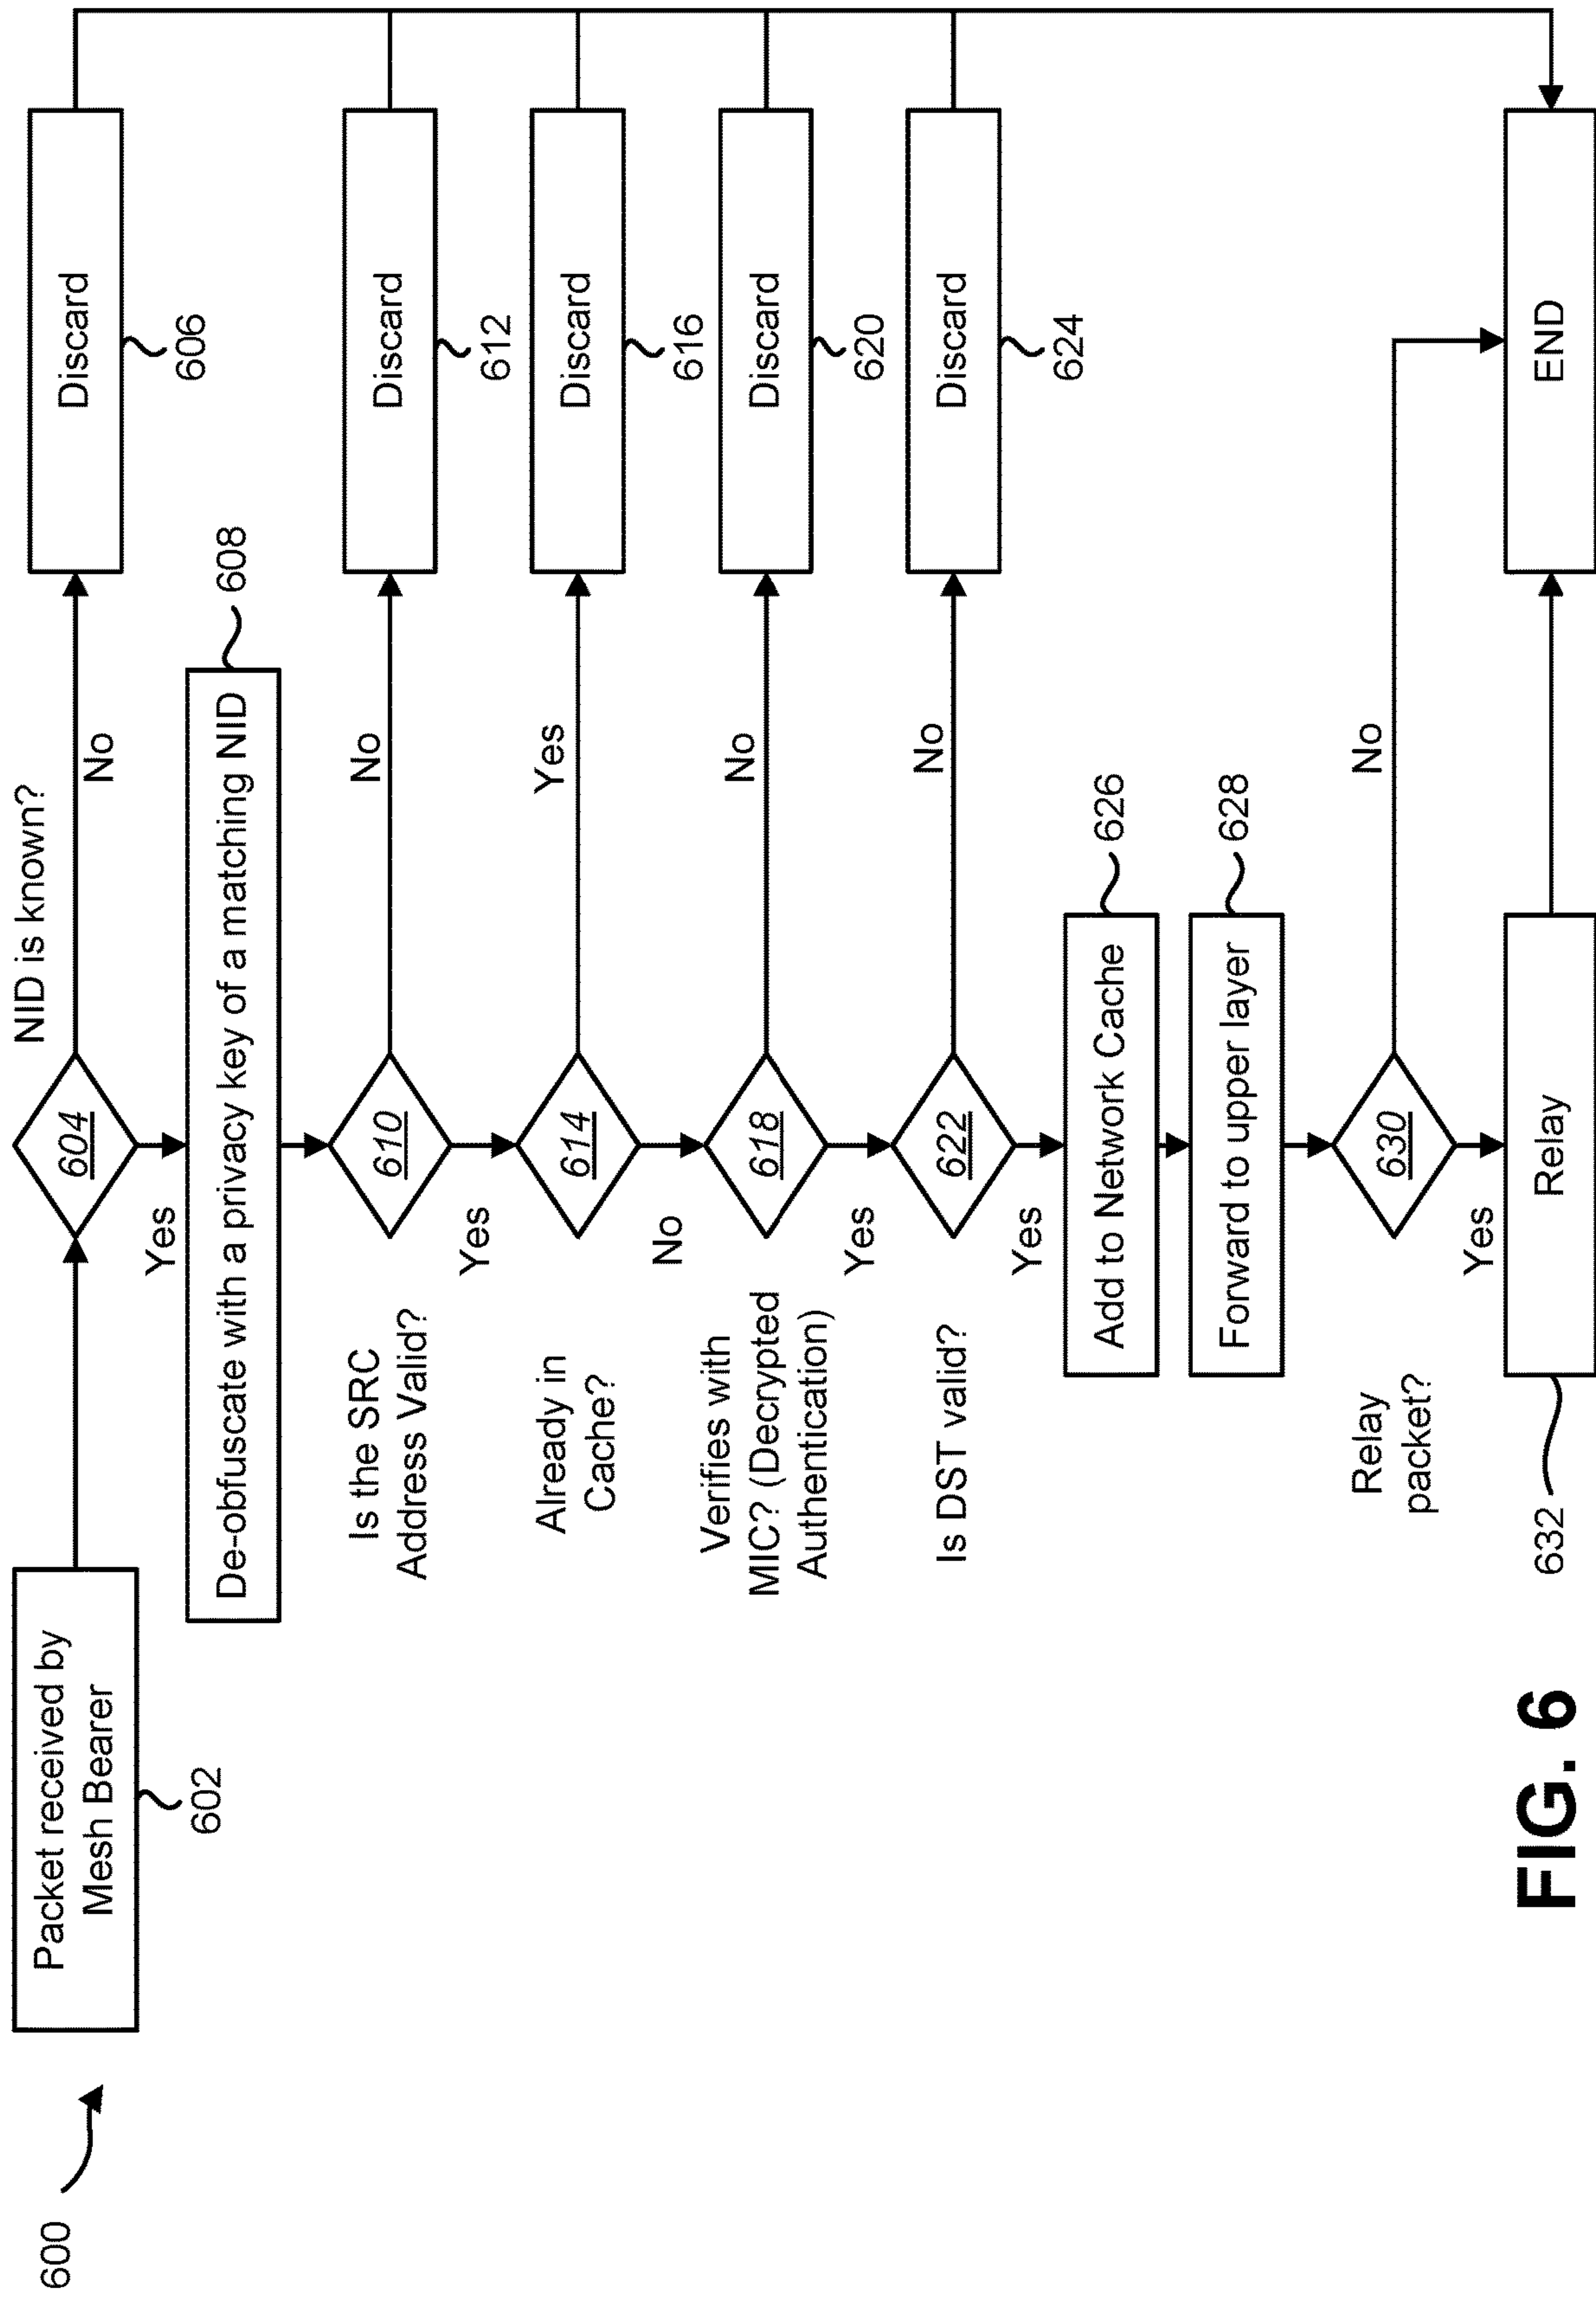 600
Packet received by
Mesh Bearer
602
NID is known?
604
No
Discard
606
Yes
De-obfuscate with a privacy key of a matching NID
608
Is the SRC
Address Valid?
610
No
Discard
612
Yes
Already in
Cache?
614
Yes
Discard
616
No
Verifies with
MIC? (Decrypted
Authentication)
618
No
Discard
620
Yes
Is DST valid?
622
No
Discard
624
Yes
Add to Network Cache
626
Forward to upper layer
628
Relay
packet?
630
No
Yes
632
Relay
END
FIG. 6